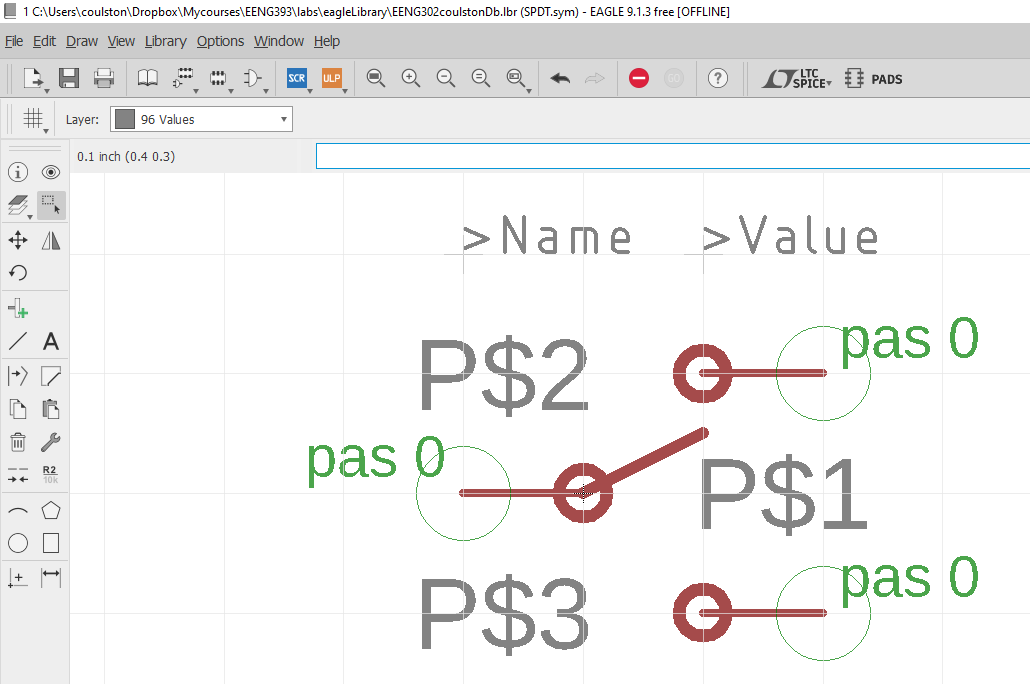 1 C:\Users\coulston\Dropbox\Mycourses\EENG393\labs\eagleLibrary\EENG302coulstonDb.lbr (SPDT.sym) - EAGLE 9.1.3 free [OFFLINE]
File Edit Draw View Library Options Window Help
SCR ULP LTC SPICE PADS
Layer: 96 Values
0.1 inch (0.4 0.3)
>Name >Value
P$2 pas 0
pas 0 P$1
P$3 pas 0
A
R2
10k